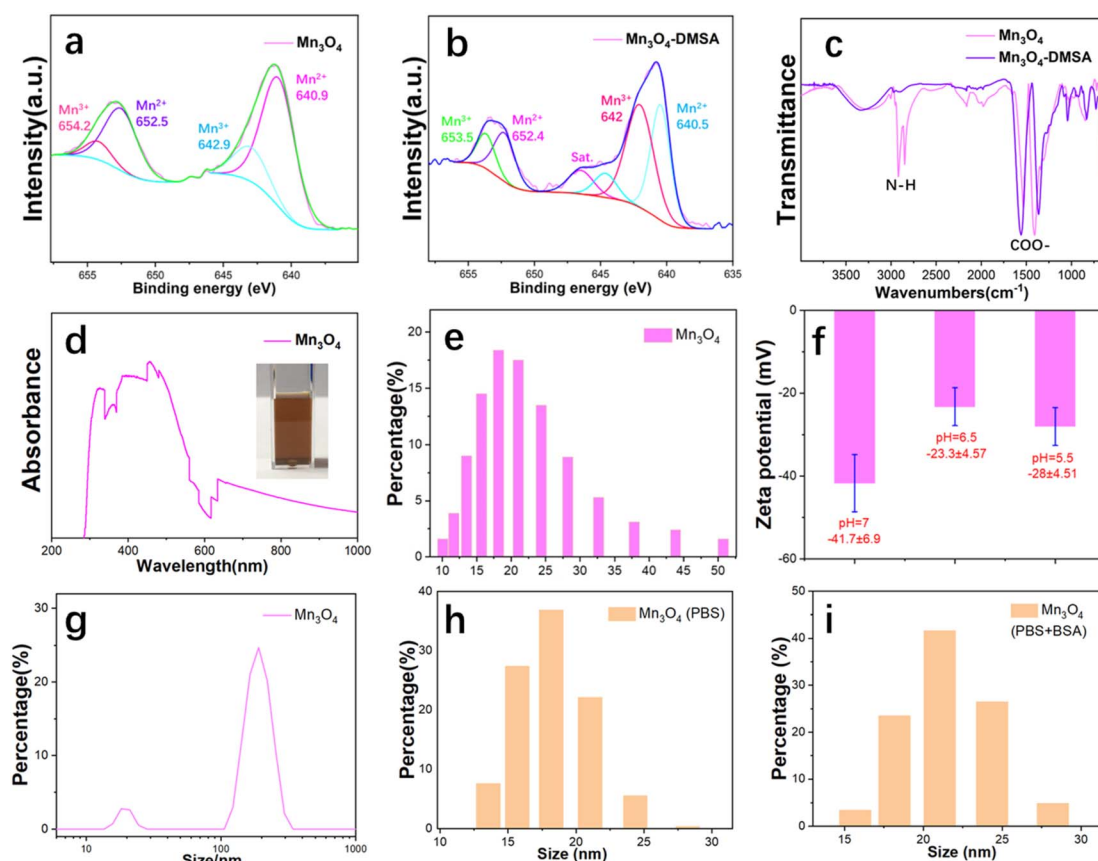 a
Mn₃O₄
Mn²⁺
640.9
Mn³⁺
654.2
Mn²⁺
652.5
Mn³⁺
642.9
Intensity(a.u.)
655 650 645 640
Binding energy (eV)
b
Mn₃O₄-DMSA
Mn³⁺
642
Mn²⁺
640.5
Mn³⁺
653.5
Mn²⁺
652.4
Sat.
Intensity(a.u.)
655 650 645 640 635
Binding energy (eV)
c
Mn₃O₄
Mn₃O₄-DMSA
N-H
COO-
Transmittance
3500 3000 2500 2000 1500 1000
Wavenumbers(cm⁻¹)
d
Mn₃O₄
Absorbance
200 400 600 800 1000
Wavelength(nm)
e
Mn₃O₄
Percentage(%)
20
15
10
5
0
10 15 20 25 30 35 40 45 50
f
Zeta potential (mV)
0
-20
-40
-60
pH=7
-41.7±6.9
pH=6.5
-23.3±4.57
pH=5.5
-28±4.51
g
Mn₃O₄
Percentage(%)
30
20
10
0
10 100 1000
Size/nm
h
Mn₃O₄ (PBS)
Percentage(%)
40
30
20
10
0
10 15 20 25 30
Size (nm)
i
Mn₃O₄
(PBS+BSA)
Percentage (%)
50
40
30
20
10
0
15 20 25 30
Size (nm)